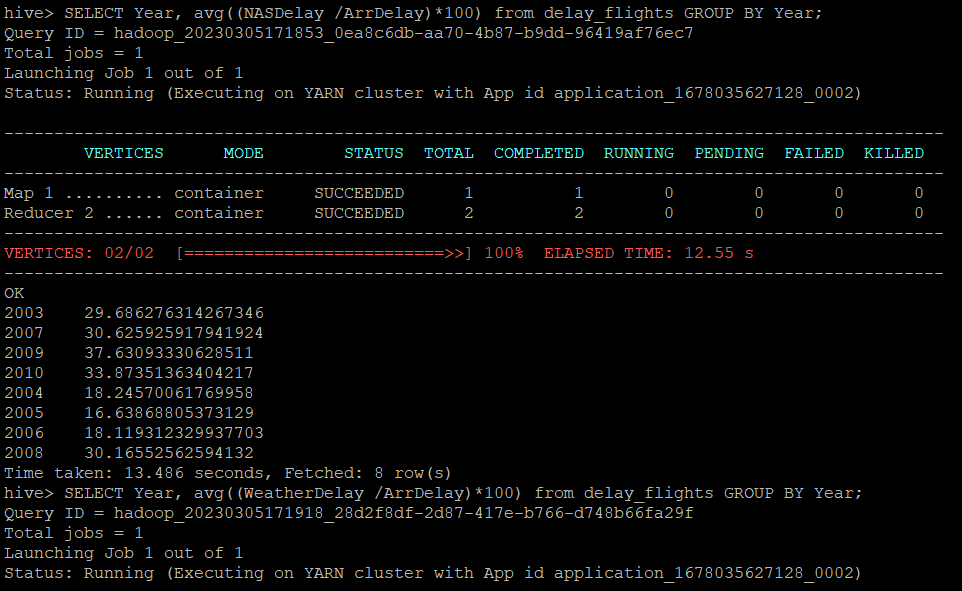 hive> SELECT Year, avg((NASDelay /ArrDelay)*100) from delay_flights GROUP BY Year;
Query ID = hadoop_20230305171853_0ea8c6db-aa70-4b87-b9dd-96419af76ec7
Total jobs = 1
Launching Job 1 out of 1
Status: Running (Executing on YARN cluster with App id application_1678035627128_0002)
----------------------------------------------------------------------------------------------
VERTICES MODE STATUS TOTAL COMPLETED RUNNING PENDING FAILED KILLED
----------------------------------------------------------------------------------------------
Map 1 .......... container SUCCEEDED 1 1 0 0 0 0
Reducer 2 ...... container SUCCEEDED 2 2 0 0 0 0
----------------------------------------------------------------------------------------------
VERTICES: 02/02 [==========================>>] 100% ELAPSED TIME: 12.55 s
----------------------------------------------------------------------------------------------
OK
2003 29.686276314267346
2007 30.625925917941924
2009 37.63093330628511
2010 33.87351363404217
2004 18.24570061769958
2005 16.63868805373129
2006 18.119312329937703
2008 30.16552562594132
Time taken: 13.486 seconds, Fetched: 8 row(s)
hive> SELECT Year, avg((WeatherDelay /ArrDelay)*100) from delay_flights GROUP BY Year;
Query ID = hadoop_20230305171918_28d2f8df-2d87-417e-b766-d748b66fa29f
Total jobs = 1
Launching Job 1 out of 1
Status: Running (Executing on YARN cluster with App id application_1678035627128_0002)